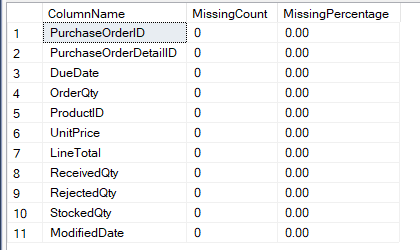 ColumnName MissingCount MissingPercentage
1 PurchaseOrderID 0 0.00
2 PurchaseOrderDetailID 0 0.00
3 DueDate 0 0.00
4 OrderQty 0 0.00
5 ProductID 0 0.00
6 UnitPrice 0 0.00
7 LineTotal 0 0.00
8 ReceivedQty 0 0.00
9 RejectedQty 0 0.00
10 StockedQty 0 0.00
11 ModifiedDate 0 0.00